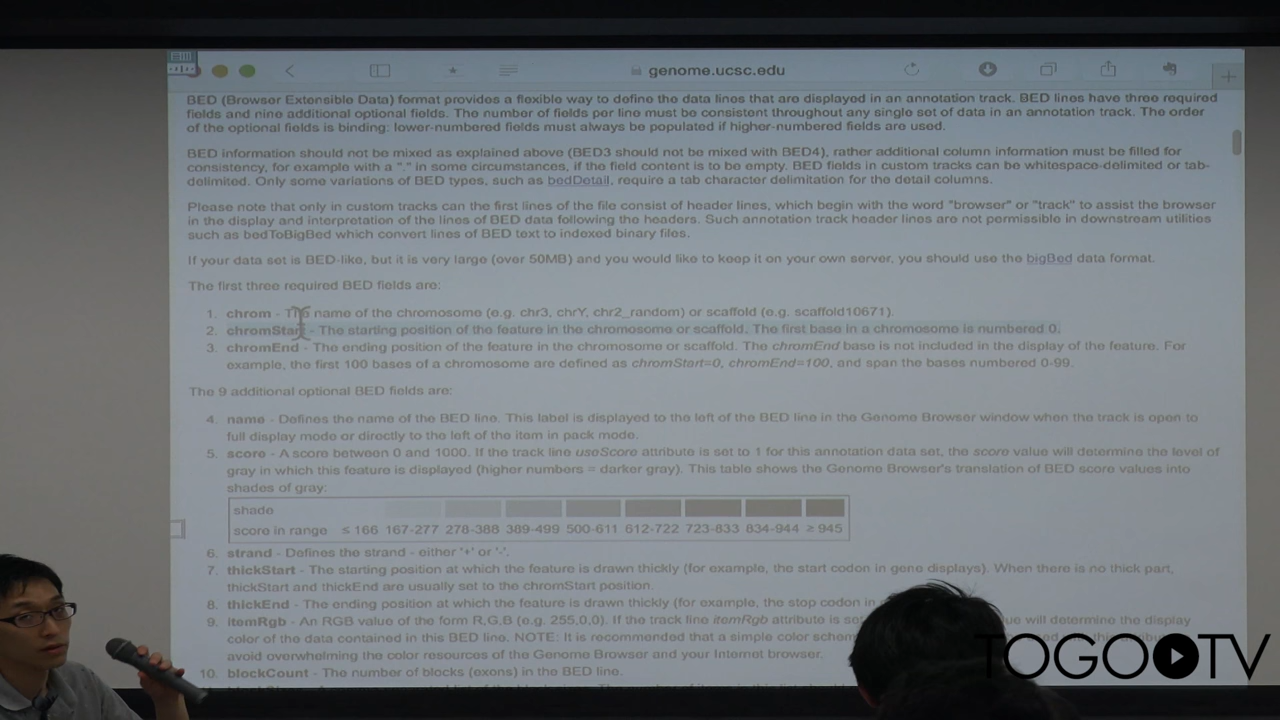 genome.ucsc.edu
BED (Browser Extensible Data) format provides a flexible way to define the data lines that are displayed in an annotation track. BED lines have three required
fields and nine additional optional fields. The number of fields per line must be consistent throughout any single set of data in an annotation track. The order
of the optional fields is binding: lower-numbered fields must always be populated if higher-numbered fields are used.
BED information should not be mixed as explained above (BED3 should not be mixed with BED4), rather additional column information must be filled for
consistency, for example with a "." in some circumstances, if the field content is to be empty. BED fields in custom tracks can be whitespace-delimited or tab-
delimited. Only some variations of BED types, such as bedDetail, require a tab character delimitation for the detail columns.
Please note that only in custom tracks can the first lines of the file consist of header lines, which begin with the word "browser" or "track" to assist the browser
in the display and interpretation of the lines of BED data following the headers. Such annotation track header lines are not permissible in downstream utilities
such as bedToBigBed which convert lines of BED text to indexed binary files.
If your data set is BED-like, but it is very large (over 50MB) and you would like to keep it on your own server, you should use the bigBed data format.
The first three required BED fields are:
1. chrom - The name of the chromosome (e.g. chr3, chrY, chr2_random) or scaffold (e.g. scaffold10671).
2. chromStart - The starting position of the feature in the chromosome or scaffold. The first base in a chromosome is numbered 0.
3. chromEnd - The ending position of the feature in the chromosome or scaffold. The chromEnd base is not included in the display of the feature. For
example, the first 100 bases of a chromosome are defined as chromStart=0, chromEnd=100, and span the bases numbered 0-99.
The 9 additional optional BED fields are:
4. name - Defines the name of the BED line. This label is displayed to the left of the BED line in the Genome Browser window when the track is open to
full display mode or directly to the left of the item in pack mode.
5. score - A score between 0 and 1000. If the track line useScore attribute is set to 1 for this annotation data set, the score value will determine the level of
gray in which this feature is displayed (higher numbers = darker gray). This table shows the Genome Browser's translation of BED score values into
shades of gray:
shade
score in range ≤ 166 167-277 278-388 389-499 500-611 612-722 723-833 834-944 ≥ 945
6. strand - Defines the strand - either '+' or '-'.
7. thickStart - The starting position at which the feature is drawn thickly (for example, the start codon in gene displays). When there is no thick part,
thickStart and thickEnd are usually set to the chromStart position.
8. thickEnd - The ending position at which the feature is drawn thickly (for example, the stop codon in
9. itemRgb - An RGB value of the form R,G,B (e.g. 255,0,0). If the track line itemRgb attribute is set will determine the display
color of the data contained in this BED line. NOTE: It is recommended that a simple color
avoid overwhelming the color resources of the Genome Browser and your Internet browser.
10. blockCount - The number of blocks (exons) in the BED line.
TOGO TV